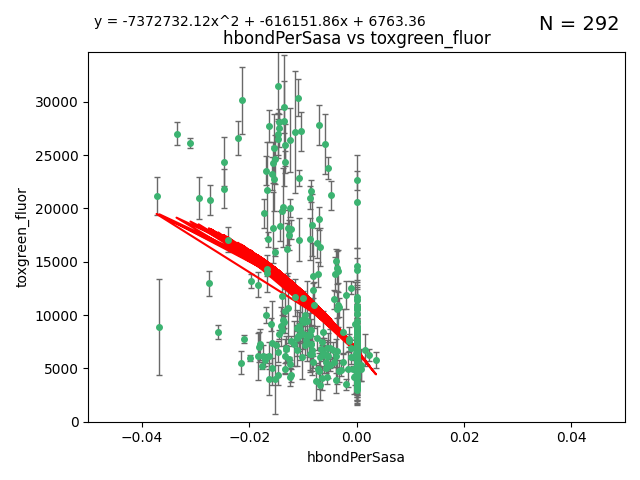 y = -7372732.12x^2 + -616151.86x + 6763.36
N = 292
hbondPerSasa vs toxgreen_fluor
toxgreen_fluor
30000
25000
20000
15000
10000
5000
0
−0.04 −0.02 0.00 0.02 0.04
hbondPerSasa